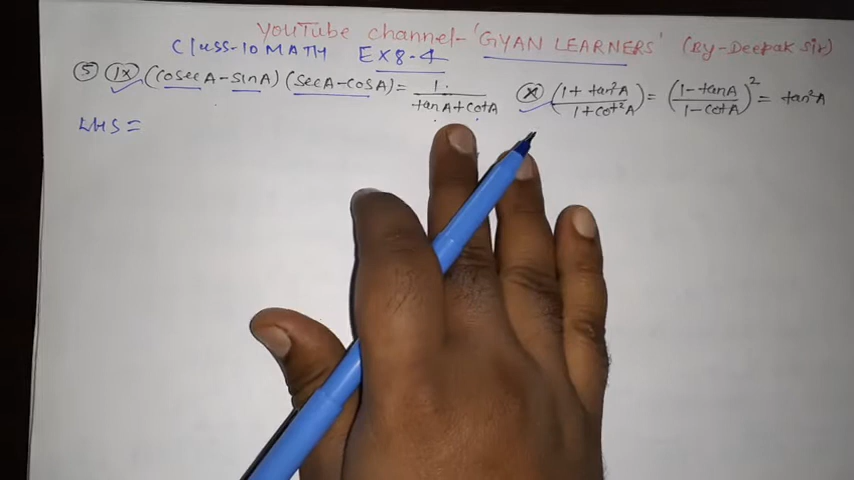 YouTube channel-'GYAN LEARNERS' (By-Deepak sir)
Class-10 MATH EX 8-4
⑤ (ix) (cosecA-sinA)(secA-cosA)= 1/(tanA+cotA) (x) ((1+tan²A)/(1+cot²A))= ((1-tanA)/(1-cotA))² = tan²A
LHS=